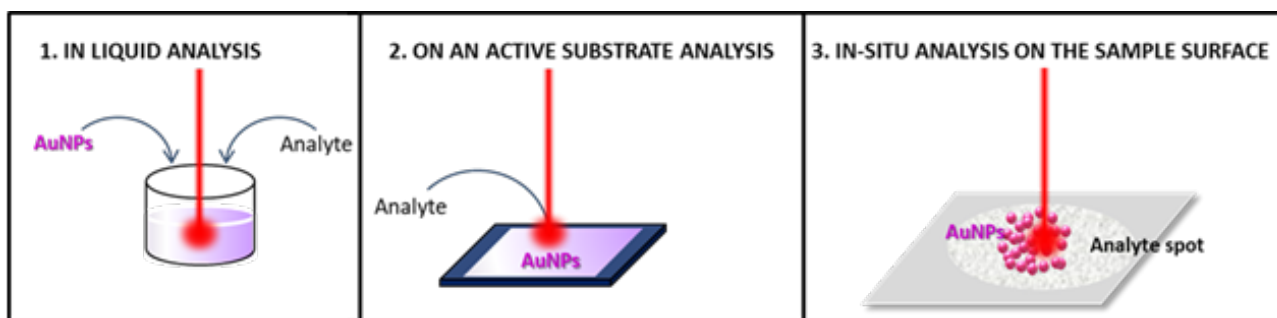 1. IN LIQUID ANALYSIS
AuNPs
Analyte
2. ON AN ACTIVE SUBSTRATE ANALYSIS
Analyte
AuNPs
3. IN-SITU ANALYSIS ON THE SAMPLE SURFACE
AuNPs
Analyte spot